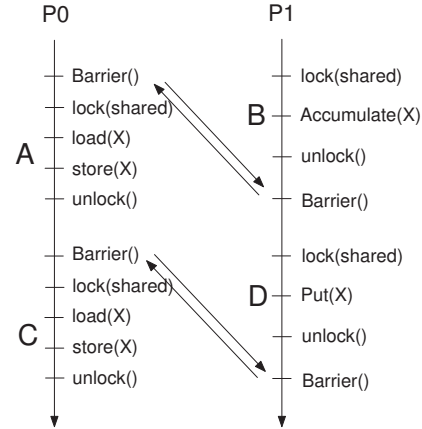 P0
P1
Barrier()
lock(shared)
load(X)
A
store(X)
unlock()
Barrier()
lock(shared)
load(X)
C
store(X)
unlock()
lock(shared)
B
Accumulate(X)
unlock()
Barrier()
lock(shared)
D
Put(X)
unlock()
Barrier()